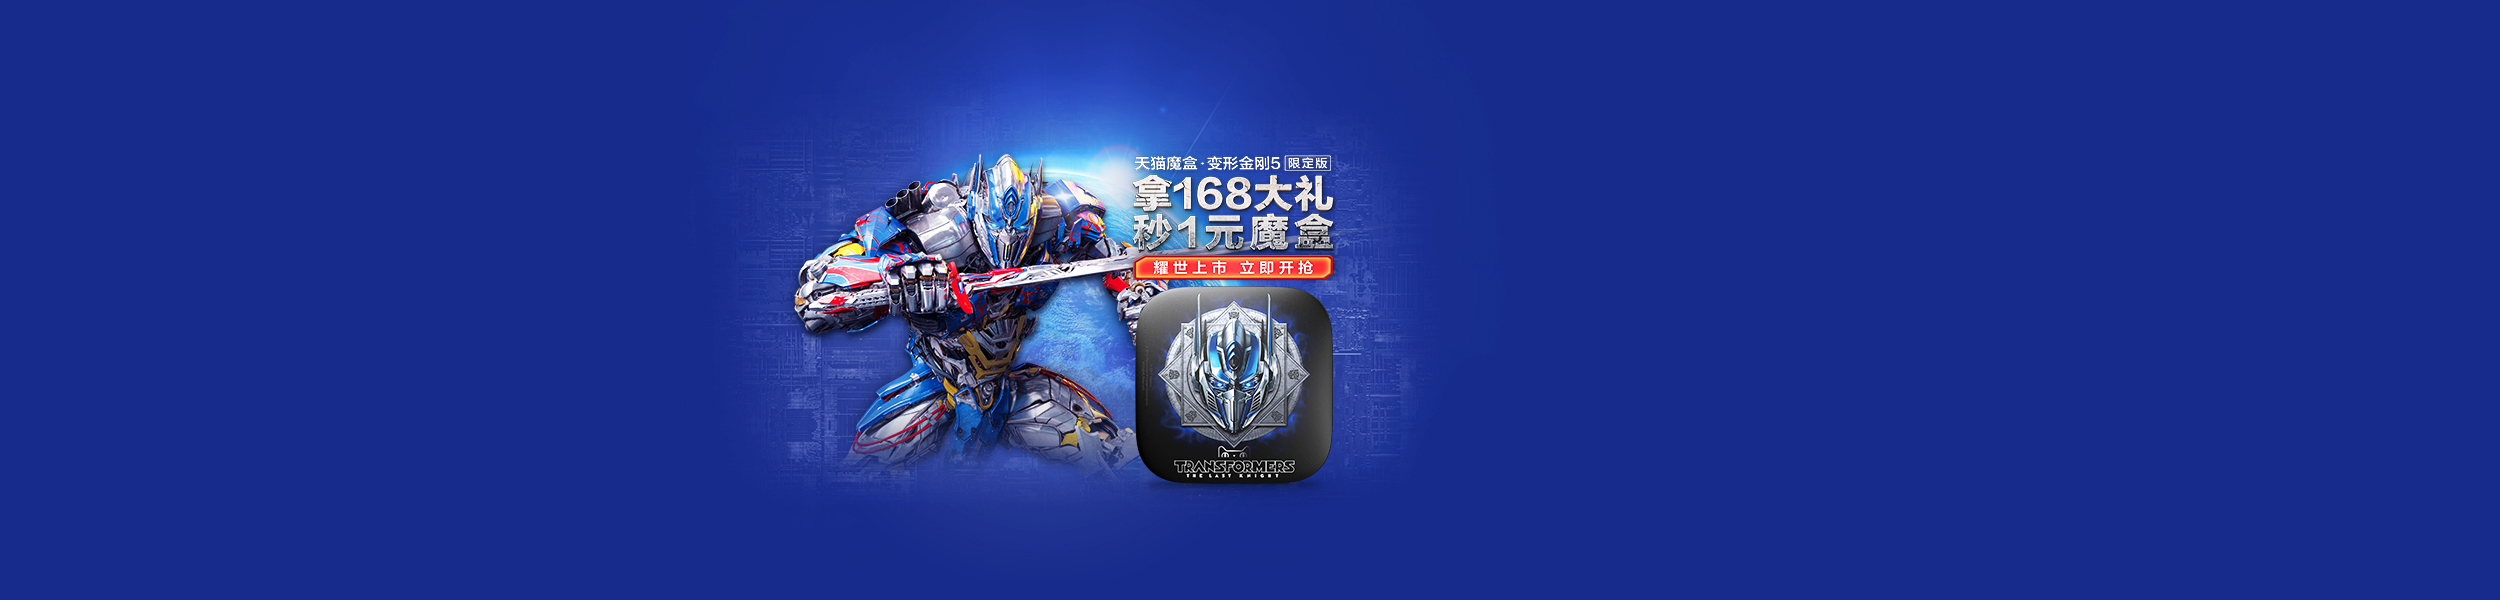 天猫魔盒·变形金刚5 限定版
拿168大礼
秒1元魔盒
耀世上市 立即开抢
TRANSFORMERS
THE LAST KNIGHT